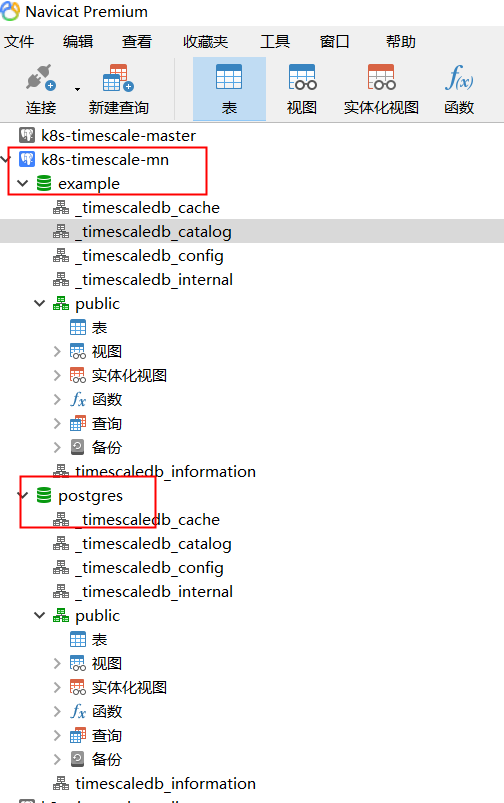 Navicat Premium
文件 编辑 查看 收藏夹 工具 窗口 帮助
连接 新建查询 表 视图 实体化视图 函数
k8s-timescale-master
k8s-timescale-mn
example
_timescaledb_cache
_timescaledb_catalog
_timescaledb_config
_timescaledb_internal
public
表
视图
实体化视图
函数
查询
备份
timescaledb_information
postgres
_timescaledb_cache
_timescaledb_catalog
_timescaledb_config
_timescaledb_internal
public
表
视图
实体化视图
函数
查询
备份
timescaledb_information